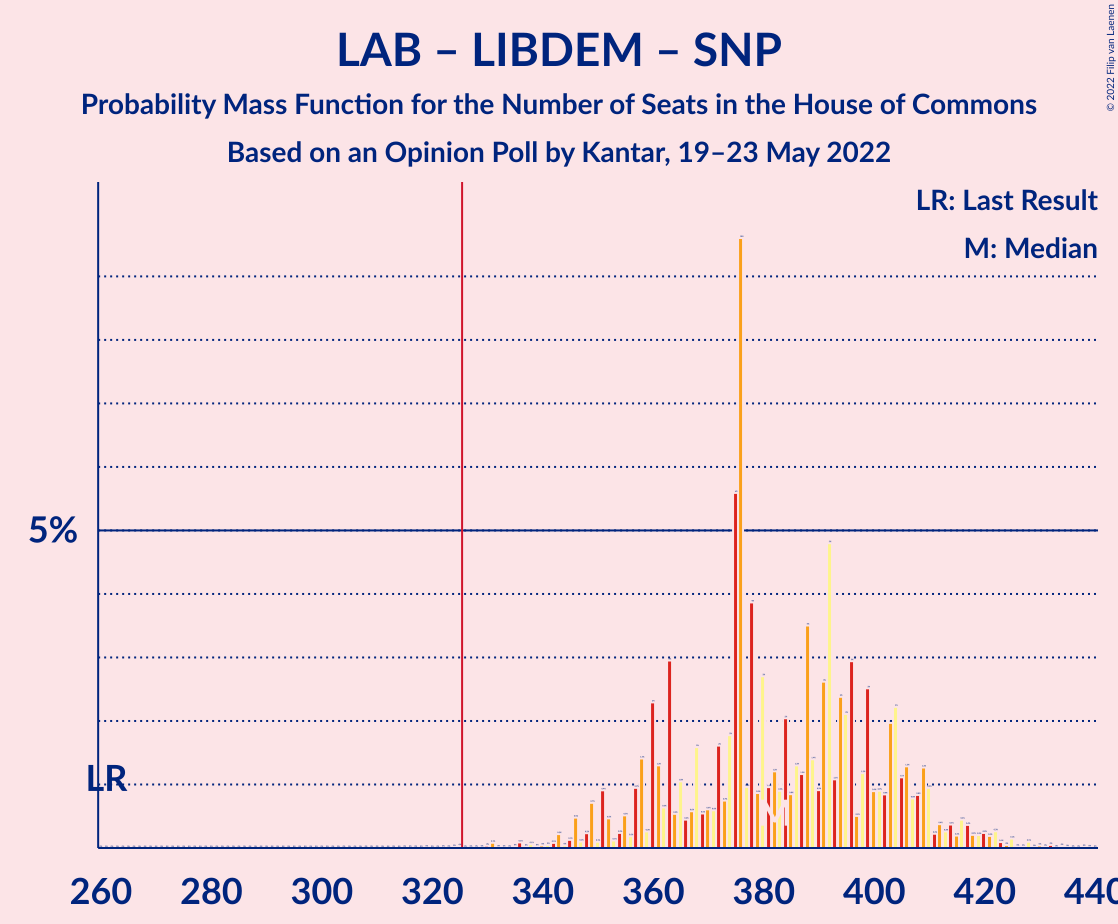 LAB – LIBDEM – SNP
Probability Mass Function for the Number of Seats in the House of Commons
Based on an Opinion Poll by Kantar, 19–23 May 2022
© 2022 Filip van Laenen
LR: Last Result
M: Median
5%
LR
M
260 280 300 320 340 360 380 400 420 440